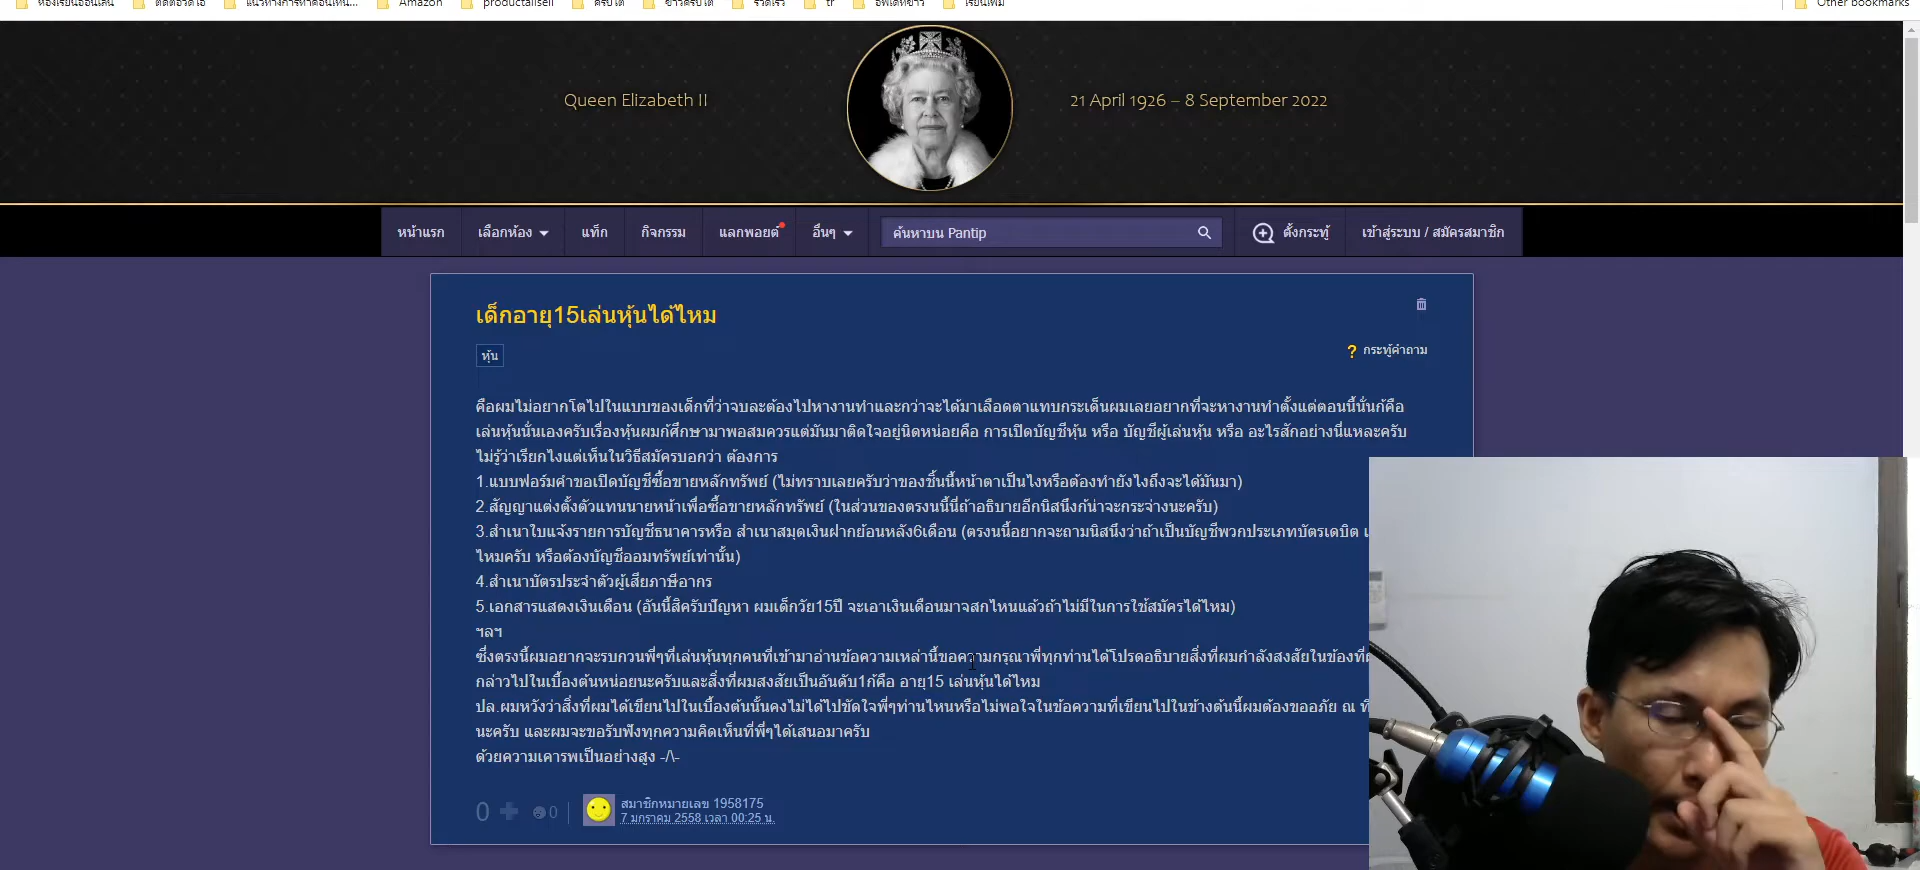 Amazon
productallsell
tr
Other bookmarks
Queen Elizabeth II
21 April 1926 – 8 September 2022
หน้าแรก เลือกห้อง แท็ก กิจกรรม แลกพอยต์ อื่นๆ ค้นหาบน Pantip ตั้งกระทู้ เข้าสู่ระบบ / สมัครสมาชิก
เด็กอายุ15เล่นหุ้นได้ไหม
หุ้น
? กระทู้คำถาม
คือผมไม่อยากโตไปในแบบของเด็กที่ว่าจบละต้องไปหางานทำและกว่าจะได้มาเลือดตาแทบกระเด็นผมเลยอยากที่จะหางานทำตั้งแต่ตอนนี้นั่นก้คือ
เล่นหุ้นนั่นเองครับเรื่องหุ้นผมก้ศึกษามาพอสมควรแต่มันมาติดใจอยู่นิดหน่อยคือ การเปิดบัญชีหุ้น หรือ บัญชีผู้เล่นหุ้น หรือ อะไรสักอย่างนี่แหละครับ
ไม่รู้ว่าเรียกไงแต่เห็นในวิธีสมัครบอกว่า ต้องการ
1.แบบฟอร์มคำขอเปิดบัญชีซื้อขายหลักทรัพย์ (ไม่ทราบเลยครับว่าของชิ้นนี้หน้าตาเป็นไงหรือต้องทำยังไงถึงจะได้มันมา)
2.สัญญาแต่งตั้งตัวแทนนายหน้าเพื่อซื้อขายหลักทรัพย์ (ในส่วนของตรงนนี้นี่ถ้าอธิบายอีกนิสนึงก้น่าจะกระจ่างนะครับ)
3.สำเนาใบแจ้งรายการบัญชีธนาคารหรือ สำเนาสมุดเงินฝากย้อนหลัง6เดือน (ตรงนนี้อยากจะถามนิสนึงว่าถ้าเป็นบัญชีพวกประเภทบัตรเดบิต
ไหมครับ หรือต้องบัญชีออมทรัพย์เท่านั้น)
4.สำเนาบัตรประจำตัวผู้เสียภาษีอากร
5.เอกสารแสดงเงินเดือน (อันนี้สิครับปัญหา ผมเด็กวัย15ปี จะเอาเงินเดือนมาจสกไหนแล้วถ้าไม่มีในการใช้สมัครได้ไหม)
ฯลฯ
ซึ่งตรงนี้ผมอยากจะรบกวนพี่ๆที่เล่นหุ้นทุกคนที่เข้ามาอ่านข้อความเหล่านี้ขอความกรุณาพี่ทุกท่านได้โปรดอธิบายสิ่งที่ผมกำลังสงสัยในข้องที่
กล่าวไปในเบื้องต้นหน่อยนะครับและสิ่งที่ผมสงสัยเป็นอันดับ1ก้คือ อายุ15 เล่นหุ้นได้ไหม
ปล.ผมหวังว่าสิ่งที่ผมได้เขียนไปในเบื้องต้นนั้นคงไม่ได้ไปขัดใจพี่ๆท่านไหนหรือไม่พอใจในข้อความที่เขียนไปในข้างต้นนี้ผมต้องขออภัย ณ
นะครับ และผมจะขอรับฟังทุกความคิดเห็นที่พี่ๆได้เสนอมาครับ
ด้วยความเคารพเป็นอย่างสูง -/\-
0 0 สมาชิกหมายเลข 1958175
7 มกราคม 2558 เวลา 00:25 น.